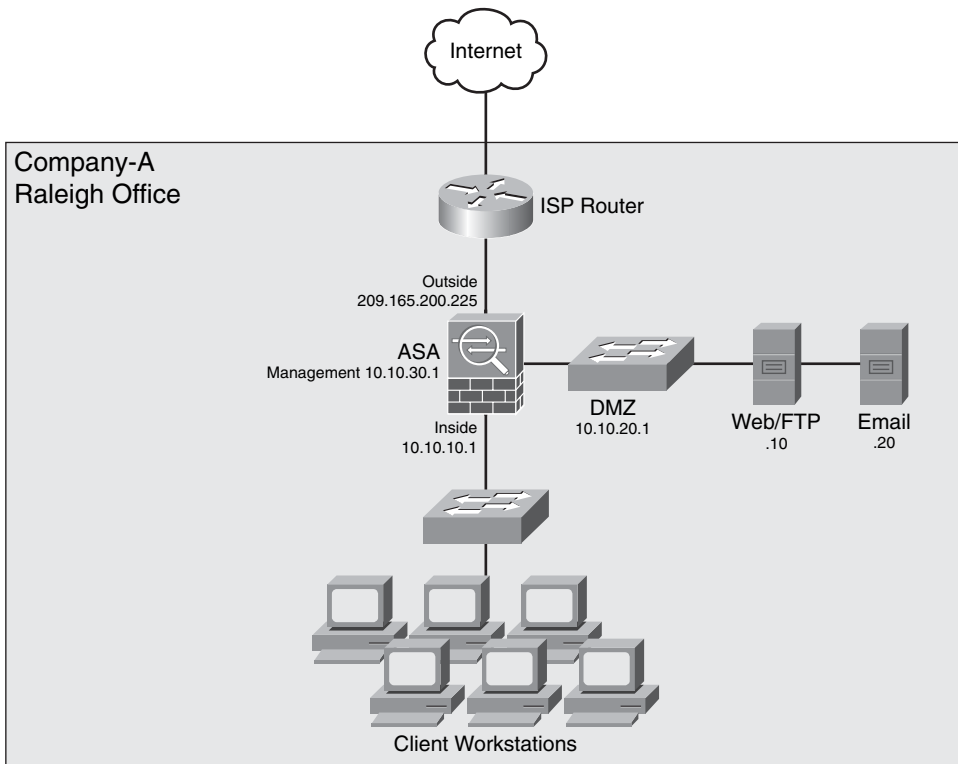 Internet
Company-A
Raleigh Office
ISP Router
Outside
209.165.200.225
ASA
Management 10.10.30.1
Inside
10.10.10.1
DMZ
10.10.20.1
Web/FTP
.10
Email
.20
Client Workstations